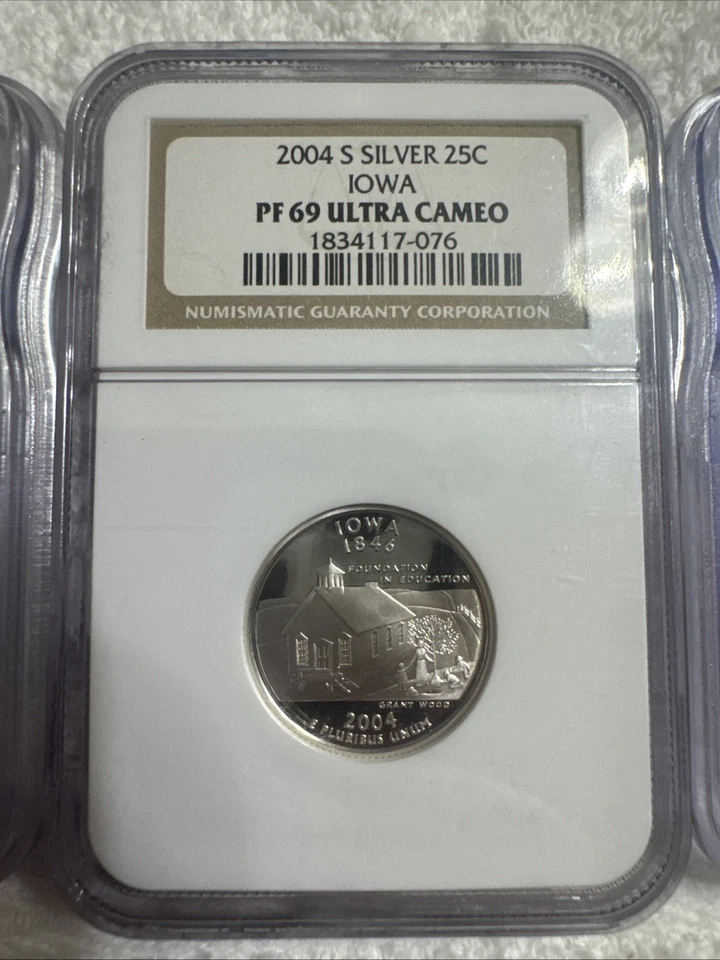 2004 S SILVER 25C
IOWA
PF 69 ULTRA CAMEO
1834117-076
NUMISMATIC GUARANTY CORPORATION
IOWA
1846
FOUNDATION
IN EDUCATION
GRANT WOOD
2004
E PLURIBUS UNUM